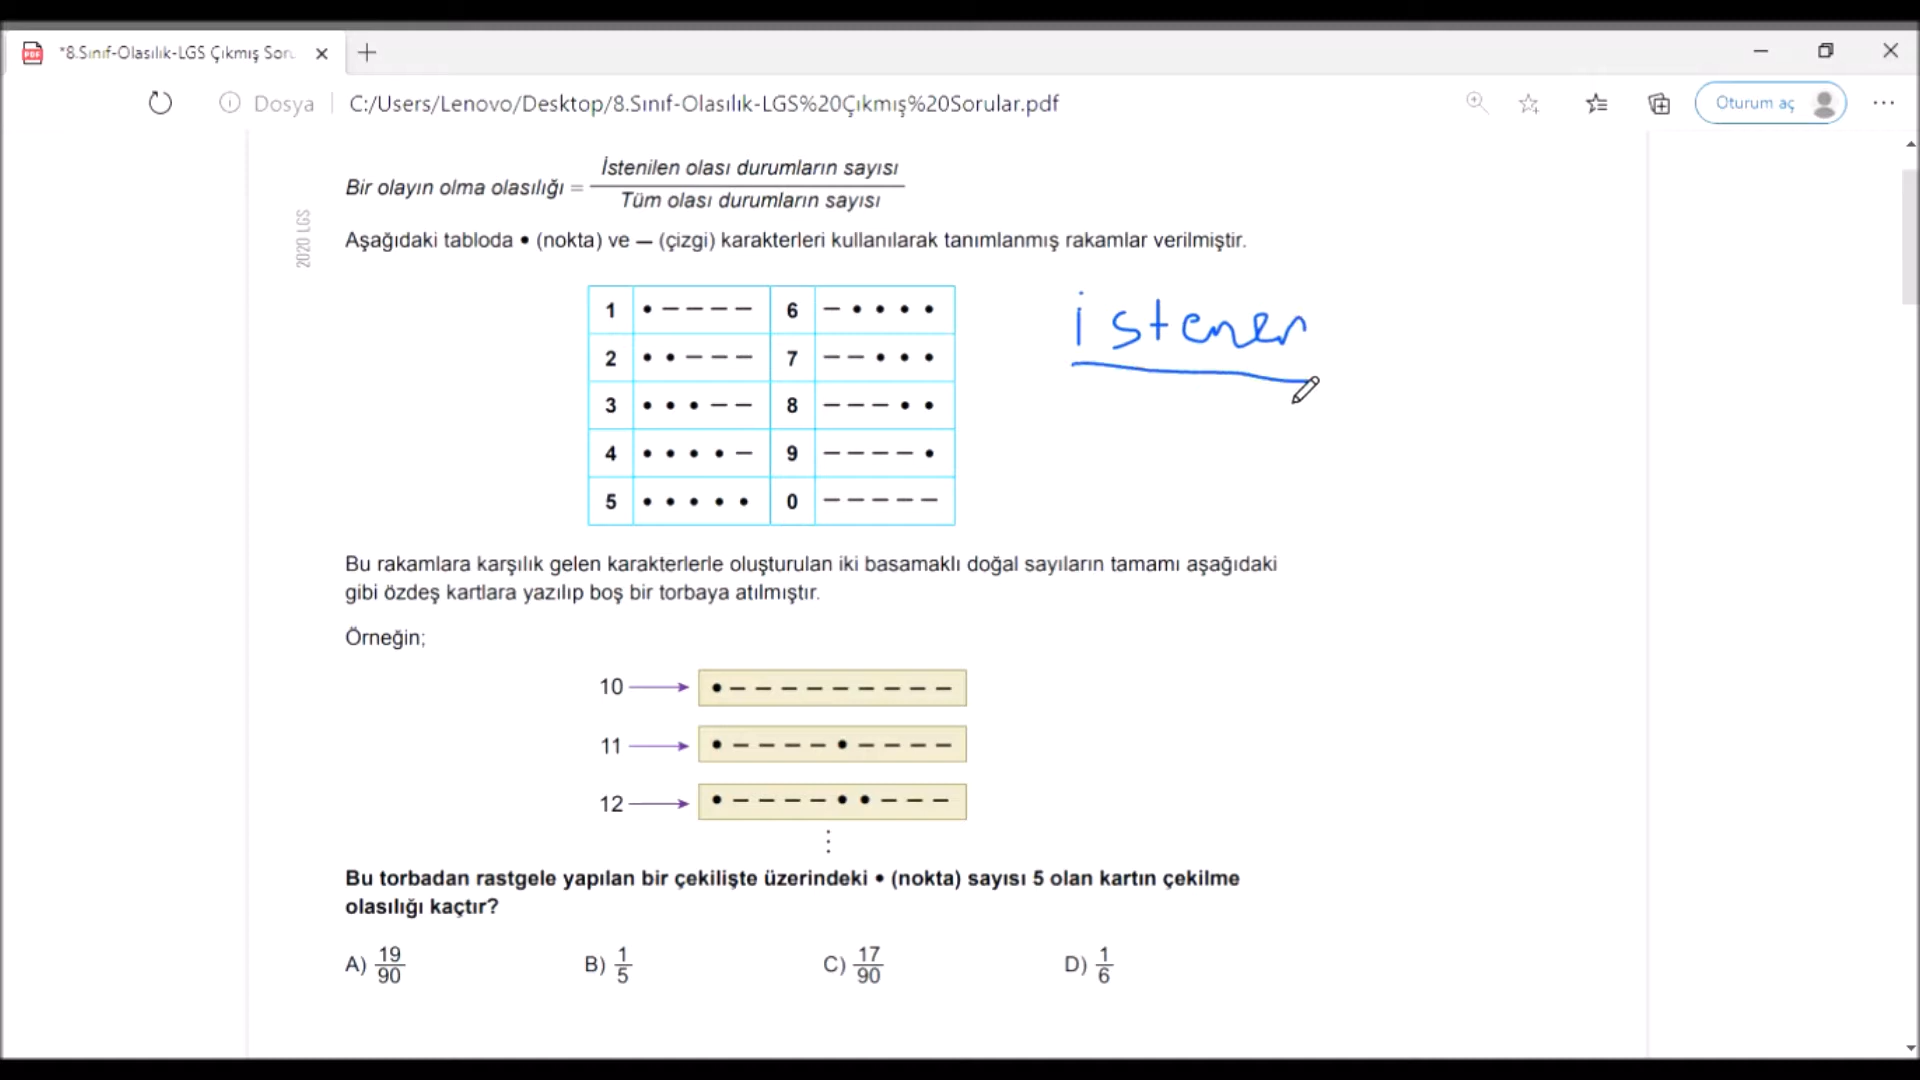 *8.Sınıf-Olasılık-LGS Çıkmış Soru
Dosya C:/Users/Lenovo/Desktop/8.Sınıf-Olasılık-LGS%20Çıkmış%20Sorular.pdf Oturum aç
Bir olayın olma olasılığı = İstenilen olası durumların sayısı / Tüm olası durumların sayısı
2020 LGS
Aşağıdaki tabloda • (nokta) ve — (çizgi) karakterleri kullanılarak tanımlanmış rakamlar verilmiştir.
istenen
1 • – – – – 6 – • • • •
2 • • – – – 7 – – • • •
3 • • • – – 8 – – – • •
4 • • • • – 9 – – – – •
5 • • • • • 0 – – – – –
Bu rakamlara karşılık gelen karakterlerle oluşturulan iki basamaklı doğal sayıların tamamı aşağıdaki
gibi özdeş kartlara yazılıp boş bir torbaya atılmıştır.
Örneğin;
10 • – – – – – – – – –
11 • – – – – • – – – –
12 • – – – – • • – – –
⋮
Bu torbadan rastgele yapılan bir çekilişte üzerindeki • (nokta) sayısı 5 olan kartın çekilme
olasılığı kaçtır?
A) 19/90 B) 1/5 C) 17/90 D) 1/6